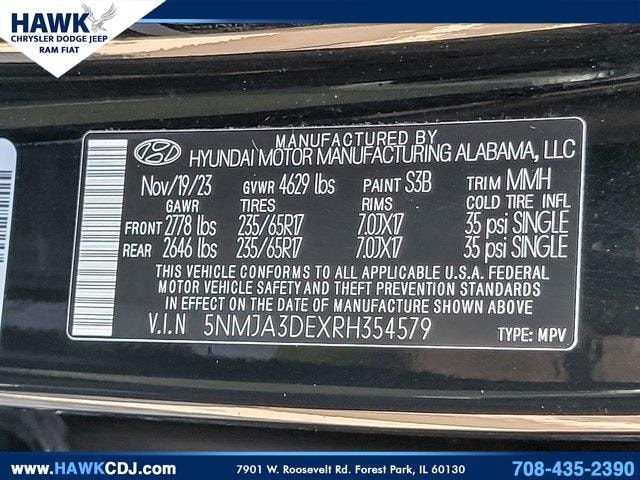 HAWK
CHRYSLER DODGE JEEP
RAM FIAT
MANUFACTURED BY
HYUNDAI MOTOR MANUFACTURING ALABAMA, LLC
Nov/19/23 GVWR 4629 lbs PAINT S3B TRIM MMH
GAWR TIRES RIMS COLD TIRE INFL
FRONT 2778 lbs 235/65R17 7.0JX17 35 psi SINGLE
REAR 2646 lbs 235/65R17 7.0JX17 35 psi SINGLE
THIS VEHICLE CONFORMS TO ALL APPLICABLE U.S.A. FEDERAL
MOTOR VEHICLE SAFETY AND THEFT PREVENTION STANDARDS
IN EFFECT ON THE DATE OF MANUFACTURE SHOWN ABOVE.
V.I.N 5NMJA3DEXRH354579 TYPE: MPV
www.HAWKCDJ.com 7901 W. Roosevelt Rd. Forest Park, IL 60130 708-435-2390